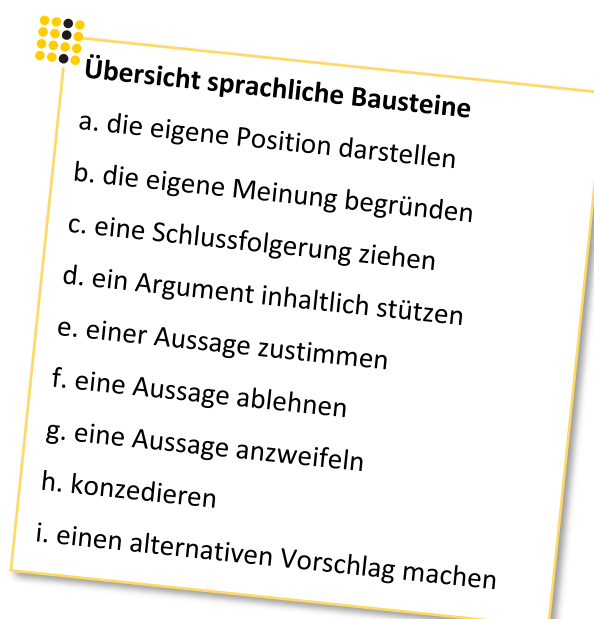 Übersicht sprachliche Bausteine
a. die eigene Position darstellen
b. die eigene Meinung begründen
c. eine Schlussfolgerung ziehen
d. ein Argument inhaltlich stützen
e. einer Aussage zustimmen
f. eine Aussage ablehnen
g. eine Aussage anzweifeln
h. konzedieren
i. einen alternativen Vorschlag machen